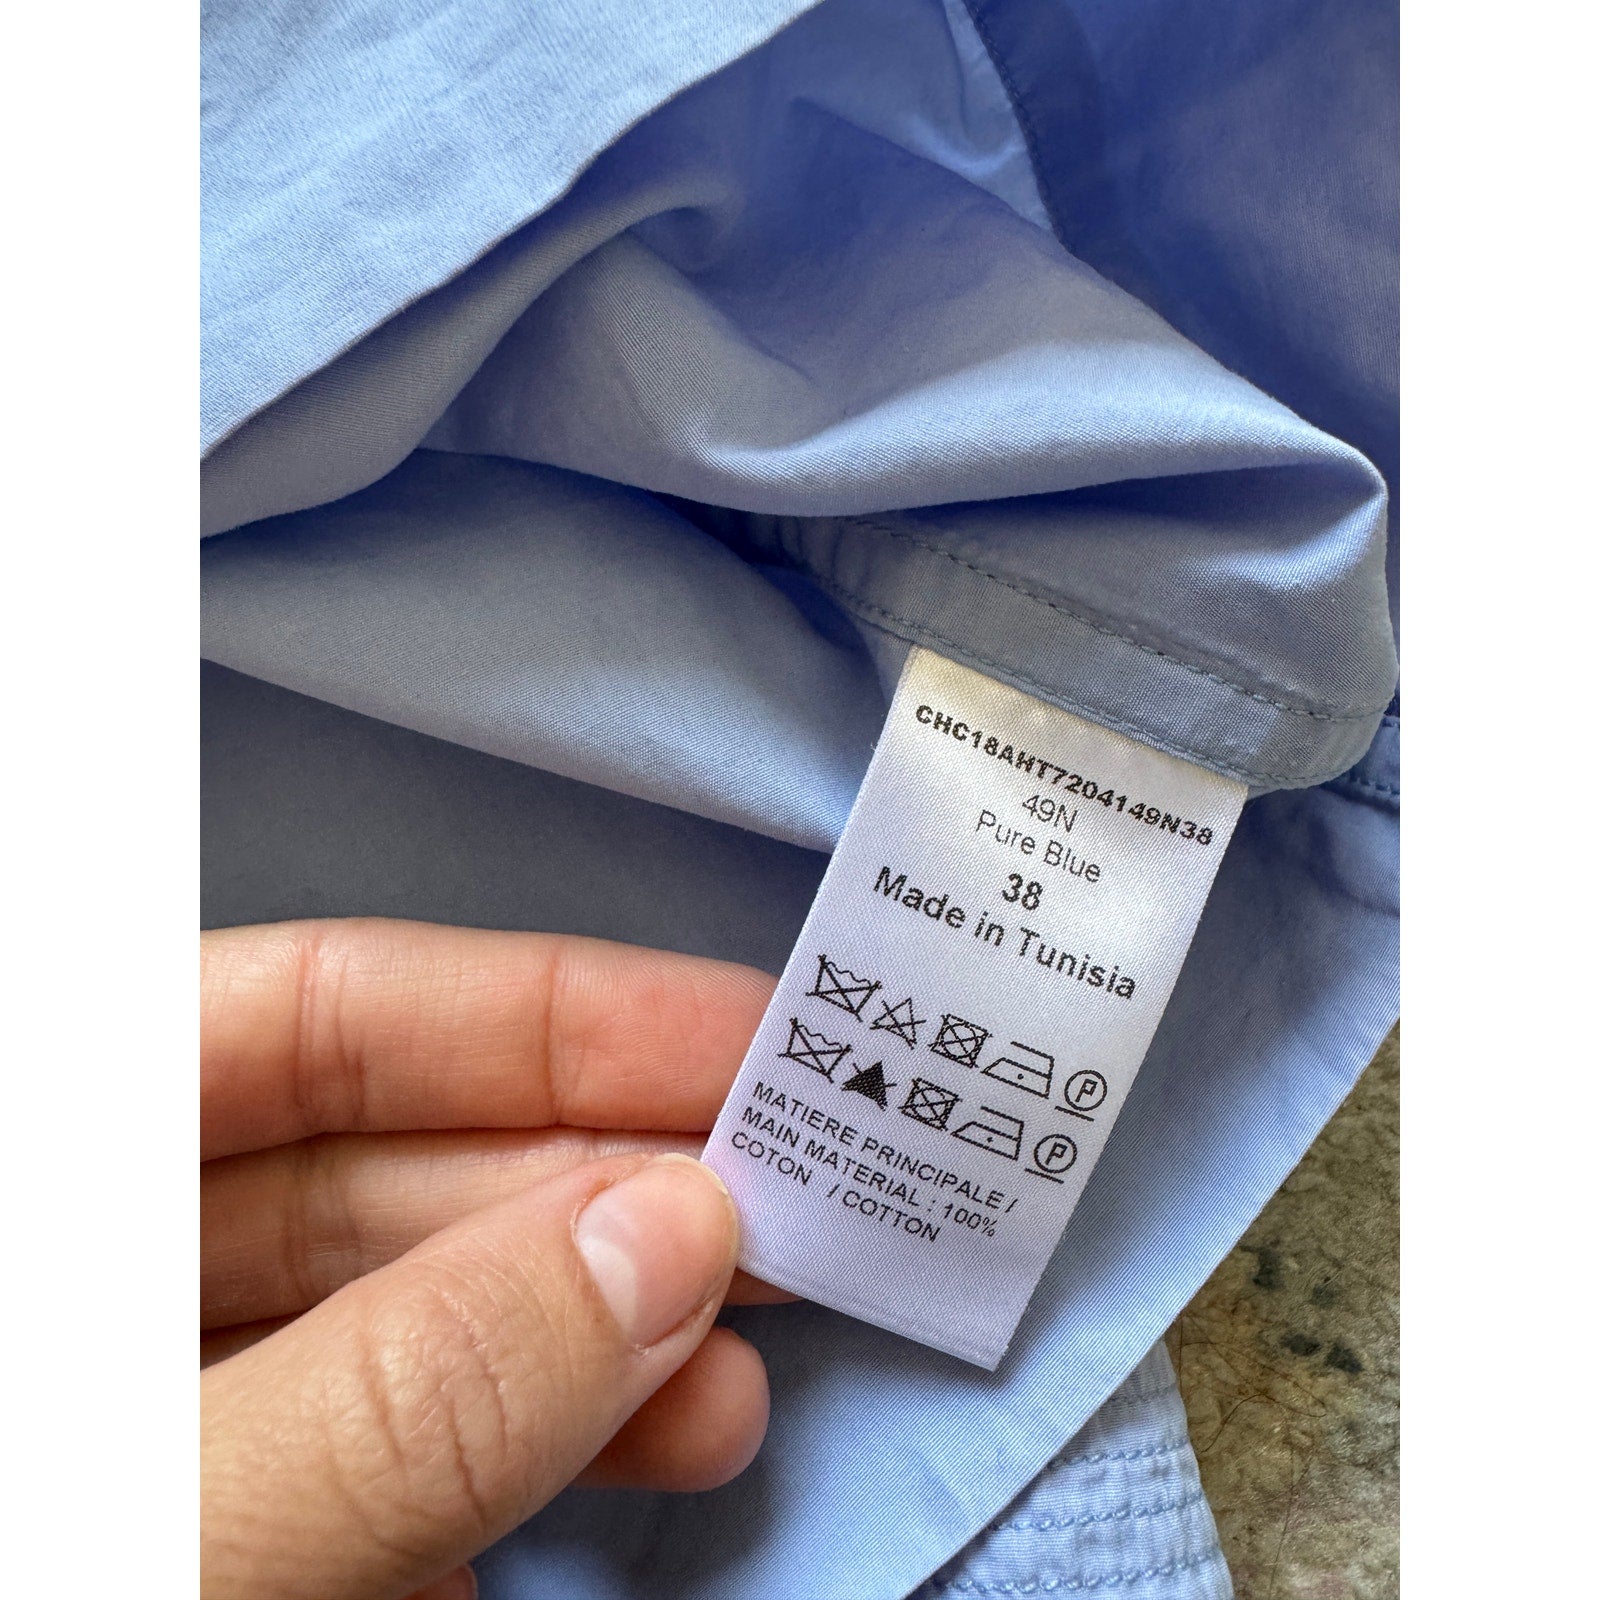 CHC18AHT7204149N38
49N
Pure Blue
38
Made in Tunisia
P
P
MATIERE PRINCIPALE /
MAIN MATERIAL : 100%
COTON / COTTON